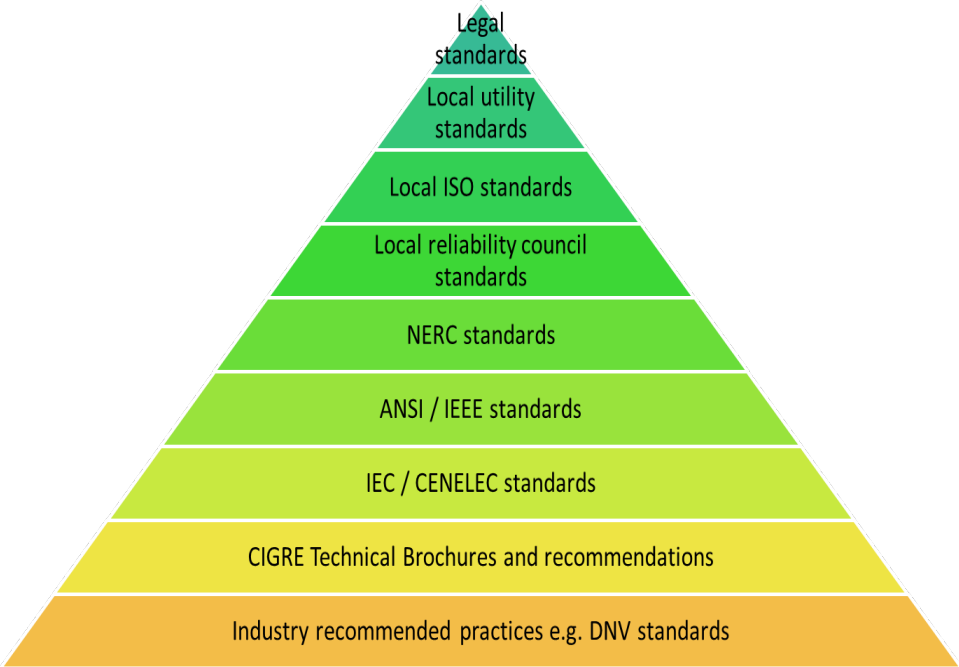 Legal
standards
Local utility
standards
Local ISO standards
Local reliability council
standards
NERC standards
ANSI / IEEE standards
IEC / CENELEC standards
CIGRE Technical Brochures and recommendations
Industry recommended practices e.g. DNV standards